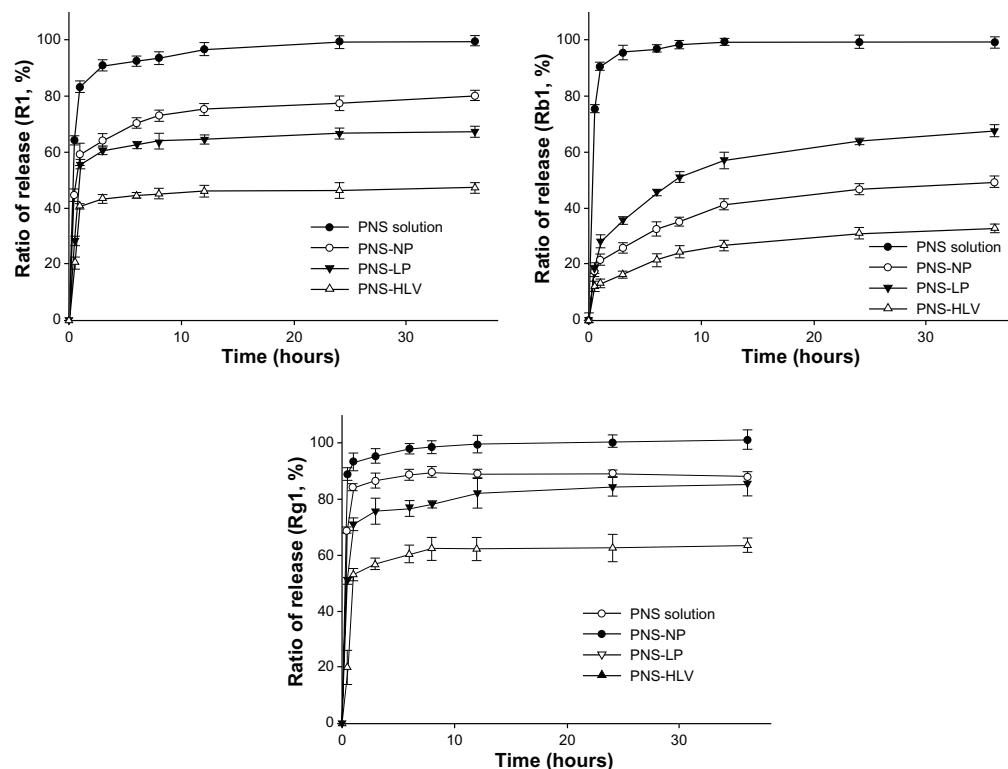 Ratio of release (R1, %)
100
80
60
40
20
0
PNS solution
PNS-NP
PNS-LP
PNS-HLV
0 10 20 30
Time (hours)
Ratio of release (Rb1, %)
100
80
60
40
20
0
PNS solution
PNS-NP
PNS-LP
PNS-HLV
0 10 20 30
Time (hours)
Ratio of release (Rg1, %)
100
80
60
40
20
0
PNS solution
PNS-NP
PNS-LP
PNS-HLV
0 10 20 30
Time (hours)